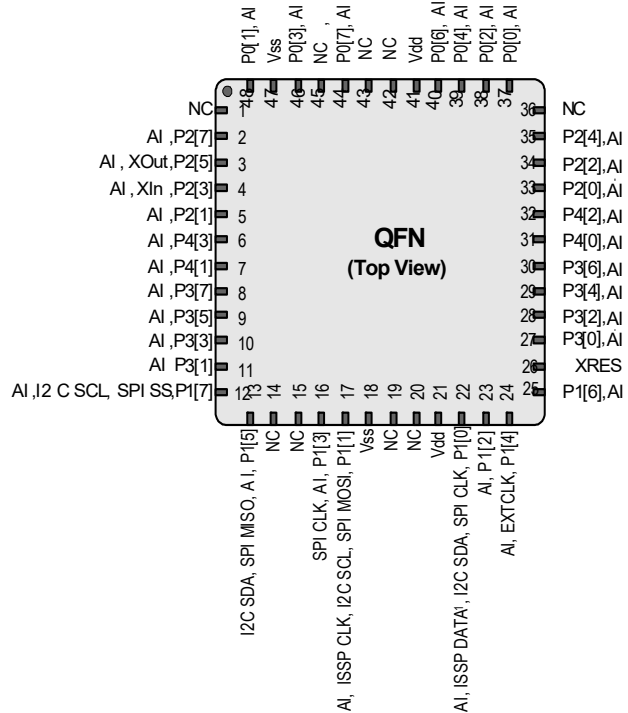 P0[1], AI
Vss
P0[3], AI
NC ,
P0[7], AI
NC
NC
Vdd
P0[6], AI
P0[4], AI
P0[2], AI
P0[0], AI
48
47
46
45
44
43
42
41
40
39
38
37
NC 1
AI ,P2[7] 2
AI , XOut,P2[5] 3
AI , XIn ,P2[3] 4
AI ,P2[1] 5
AI ,P4[3] 6
AI ,P4[1] 7
AI ,P3[7] 8
AI ,P3[5] 9
AI ,P3[3] 10
AI P3[1] 11
AI ,I2 C SCL, SPI SS,P1[7] 12
QFN
(Top View)
36 NC
35 P2[4],AI
34 P2[2],AI
33 P2[0],AI
32 P4[2],AI
31 P4[0],AI
30 P3[6],AI
29 P3[4],AI
28 P3[2],AI
27 P3[0],AI
26 XRES
25 P1[6],AI
13
14
15
16
17
18
19
20
21
22
23
24
I2C SDA, SPI MISO, A I, P1[5]
NC
NC
SPI CLK, A I, P1[3]
AI, ISSP CLK, I2C SCL, SPI MOSI, P1[1]
Vss
NC
NC
Vdd
AI, ISSP DATA¹, I2C SDA, SPI CLK, P1[0]
AI, P1[2]
AI, EXTCLK, P1[4]